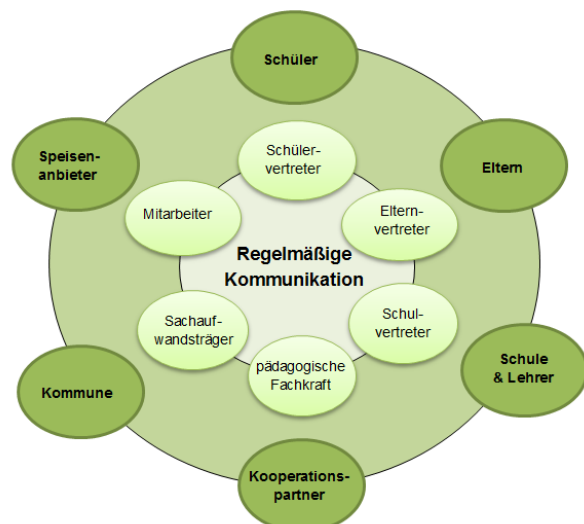 Schüler
Speisen-
anbieter
Eltern
Schüler-
vertreter
Mitarbeiter
Eltern-
vertreter
Regelmäßige
Kommunikation
Sachauf-
wandsträger
Schul-
vertreter
pädagogische
Fachkraft
Kommune
Schule
& Lehrer
Kooperations-
partner